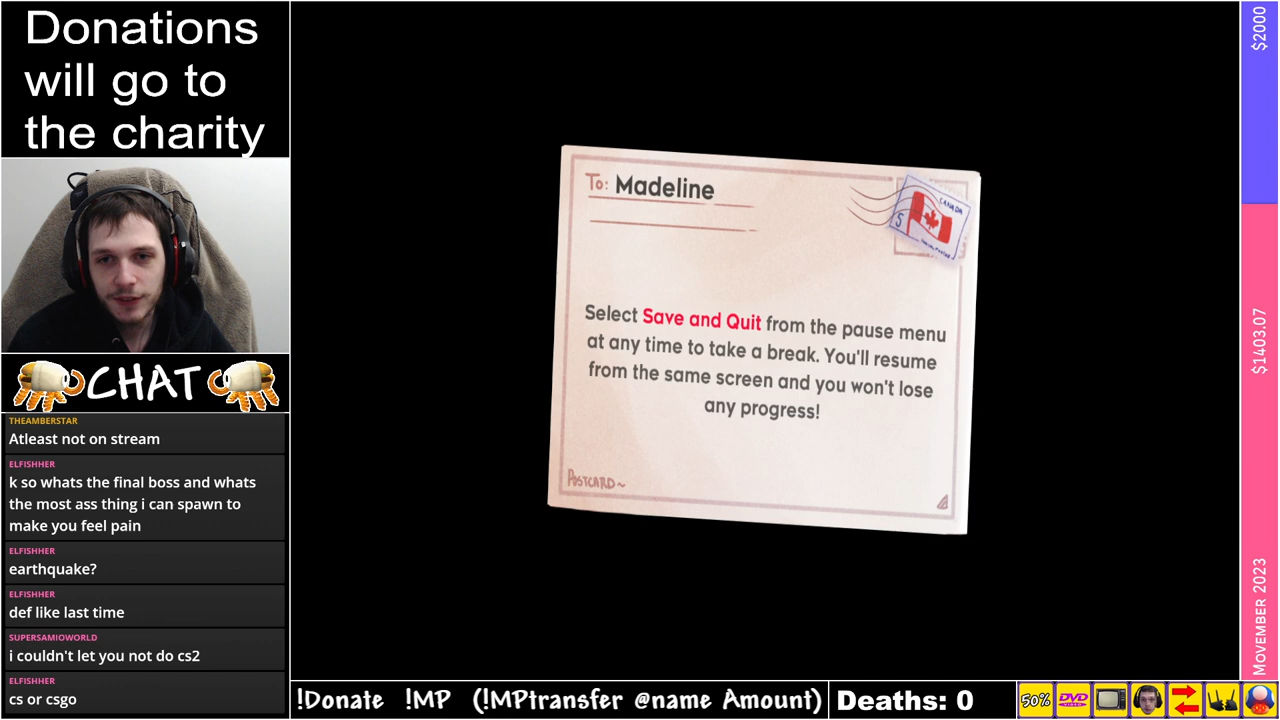 Donations
will go to
the charity
CHAT
THEAMBERSTAR
Atleast not on stream
ELFISHHER
k so whats the final boss and whats
the most ass thing i can spawn to
make you feel pain
ELFISHHER
earthquake?
ELFISHHER
def like last time
SUPERSAMIOWORLD
i couldn't let you not do cs2
ELFISHHER
cs or csgo
To: Madeline
CANADA
5
Select Save and Quit from the pause menu
at any time to take a break. You'll resume
from the same screen and you won't lose
any progress!
POSTCARD~
!Donate !MP (!MPtransfer @name Amount)
Deaths: 0
50%
DVD
VIDEO
$2000
$1403.07
MOVEMBER 2023